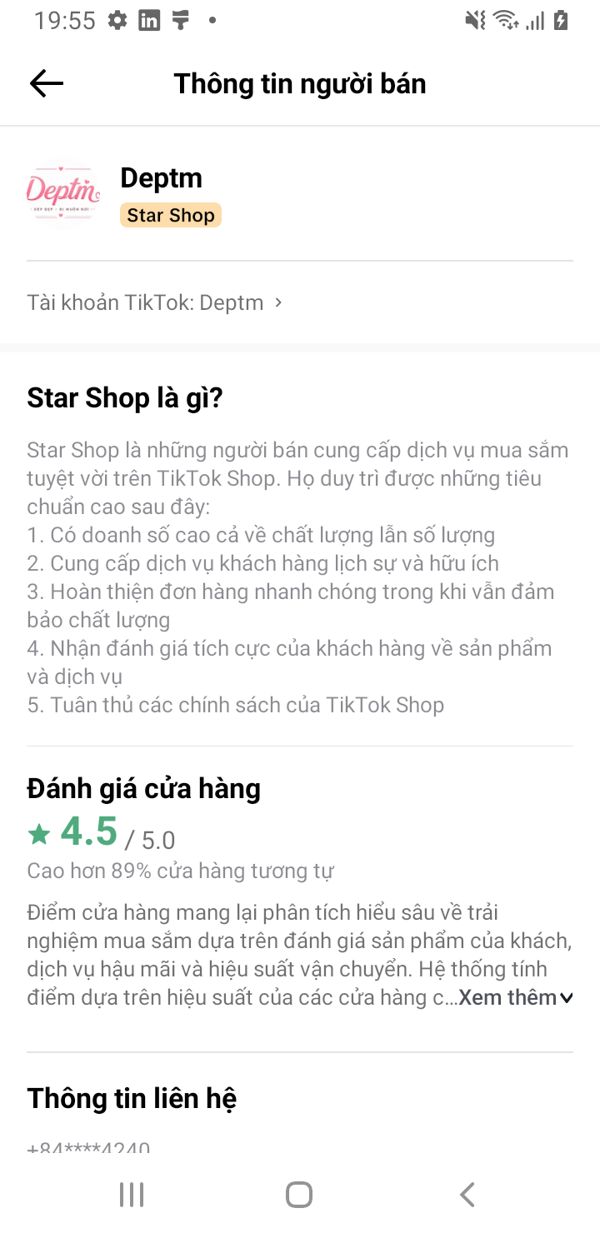 19:55
Thông tin người bán
Deptm
Deptm
Star Shop
Tài khoản TikTok: Deptm
Star Shop là gì?
Star Shop là những người bán cung cấp dịch vụ mua sắm
tuyệt vời trên TikTok Shop. Họ duy trì được những tiêu
chuẩn cao sau đây:
1. Có doanh số cao cả về chất lượng lẫn số lượng
2. Cung cấp dịch vụ khách hàng lịch sự và hữu ích
3. Hoàn thiện đơn hàng nhanh chóng trong khi vẫn đảm
bảo chất lượng
4. Nhận đánh giá tích cực của khách hàng về sản phẩm
và dịch vụ
5. Tuân thủ các chính sách của TikTok Shop
Đánh giá cửa hàng
4.5 / 5.0
Cao hơn 89% cửa hàng tương tự
Điểm cửa hàng mang lại phân tích hiểu sâu về trải
nghiệm mua sắm dựa trên đánh giá sản phẩm của khách,
dịch vụ hậu mãi và hiệu suất vận chuyển. Hệ thống tính
điểm dựa trên hiệu suất của các cửa hàng c...Xem thêm
Thông tin liên hệ
+84****4240